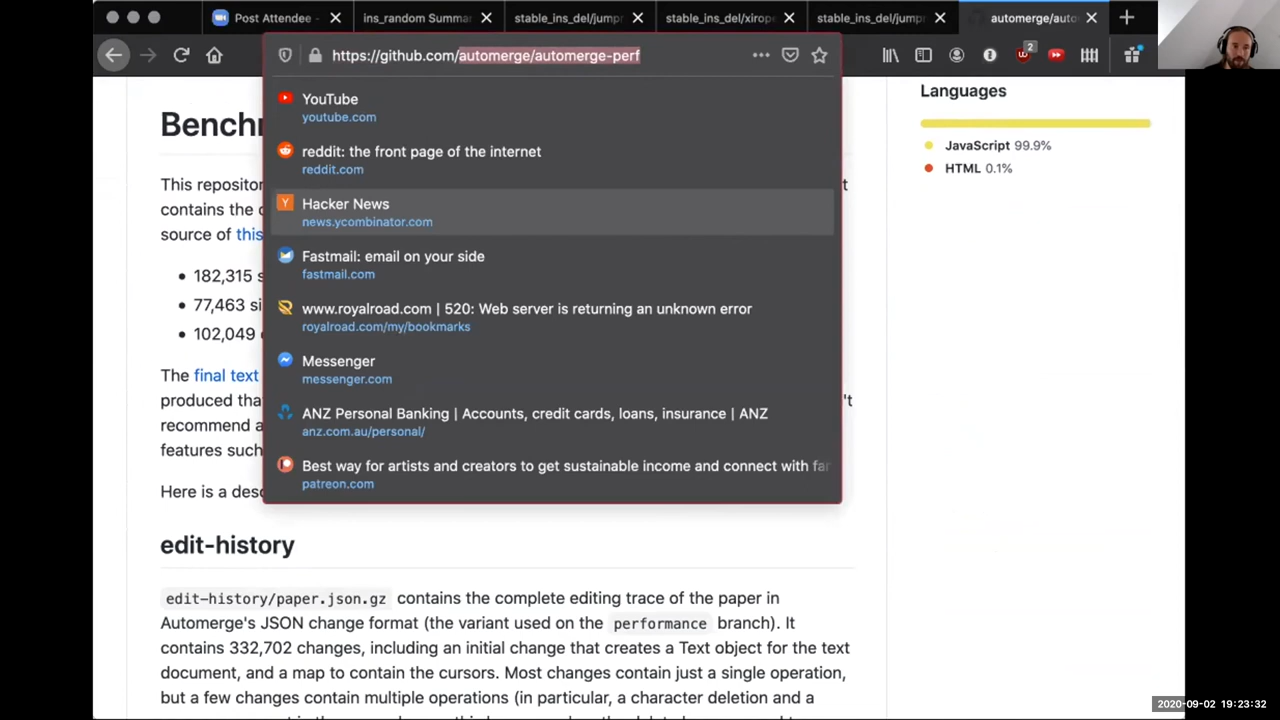 Post Attendee -
ins_random Summar
stable_ins_del/jumpr
stable_ins_del/xirope
stable_ins_del/jumpr
automerge/auto
2
https://github.com/automerge/automerge-perf
YouTube
youtube.com
reddit: the front page of the internet
reddit.com
Hacker News
news.ycombinator.com
Fastmail: email on your side
fastmail.com
www.royalroad.com | 520: Web server is returning an unknown error
royalroad.com/my/bookmarks
Messenger
messenger.com
ANZ Personal Banking | Accounts, credit cards, loans, insurance | ANZ
anz.com.au/personal/
Best way for artists and creators to get sustainable income and connect with fan
patreon.com
Bench
This repositor
contains the
source of this
• 182,315 s
• 77,463 si
• 102,049
The final text
produced tha
't
recommend a
features such
Here is a desc
edit-history
edit-history/paper.json.gz contains the complete editing trace of the paper in
Automerge's JSON change format (the variant used on the performance branch). It
contains 332,702 changes, including an initial change that creates a Text object for the text
document, and a map to contain the cursors. Most changes contain just a single operation,
but a few changes contain multiple operations (in particular, a character deletion and a
Languages
JavaScript 99.9%
HTML 0.1%
2020-09-02 19:23:32